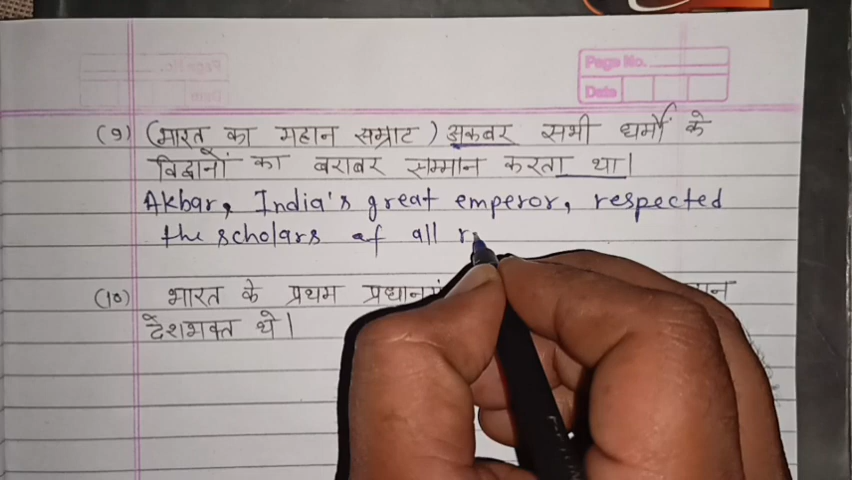 Page No.
Date
(9) (भारत का महान सम्राट) अकबर सभी धर्मों के
विद्वानों का बराबर सम्मान करता था।
Akbar, India's great emperor, respected
the scholars of all r
(10) भारत के प्रथम
देशभक्त थे।